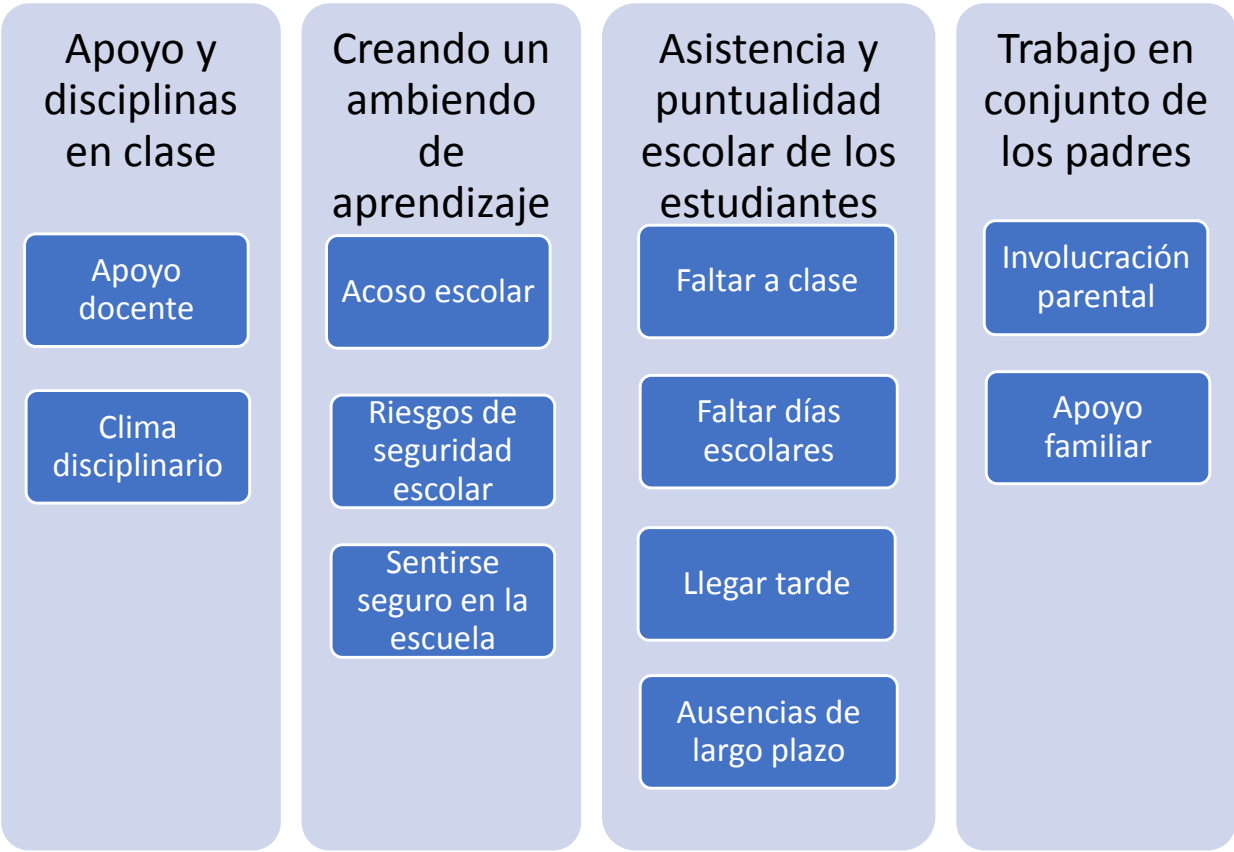 Apoyo y
disciplinas
en clase
Apoyo
docente
Clima
disciplinario
Creando un
ambiendo
de
aprendizaje
Acoso escolar
Riesgos de
seguridad
escolar
Sentirse
seguro en la
escuela
Asistencia y
puntualidad
escolar de los
estudiantes
Faltar a clase
Faltar días
escolares
Llegar tarde
Ausencias de
largo plazo
Trabajo en
conjunto de
los padres
Involucración
parental
Apoyo
familiar